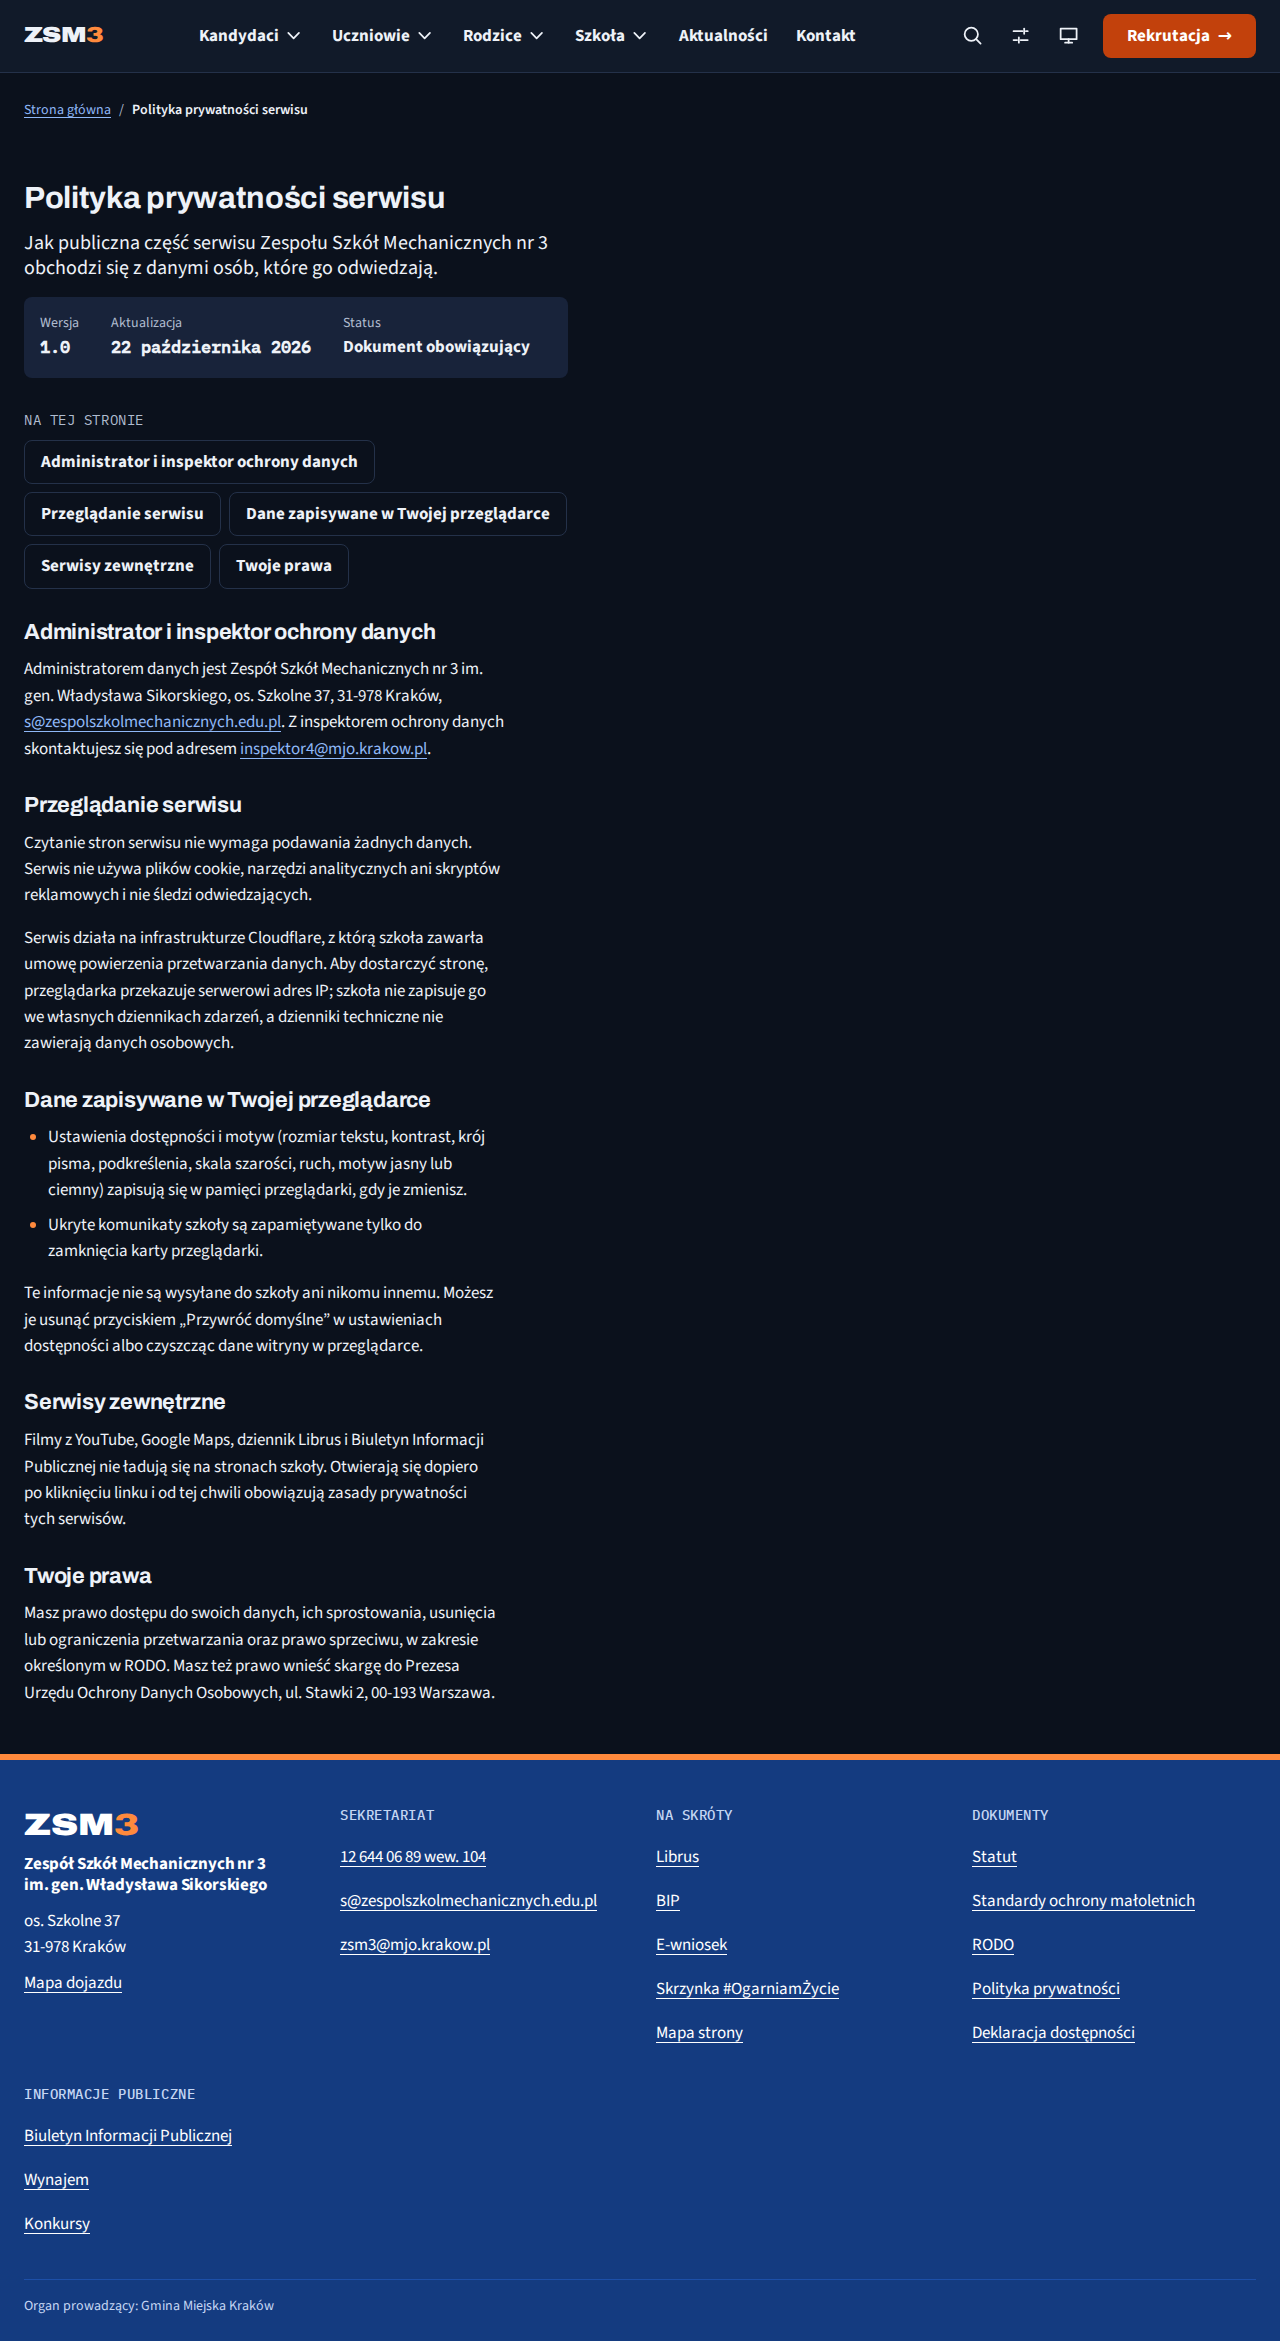 ZSM3
Kandydaci
Uczniowie
Rodzice
Szkoła
Aktualności
Kontakt
Rekrutacja →
Strona główna / Polityka prywatności serwisu
Polityka prywatności serwisu
Jak publiczna część serwisu Zespołu Szkół Mechanicznych nr 3
obchodzi się z danymi osób, które go odwiedzają.
Wersja
1.0
Aktualizacja
22 października 2026
Status
Dokument obowiązujący
NA TEJ STRONIE
Administrator i inspektor ochrony danych
Przeglądanie serwisu
Dane zapisywane w Twojej przeglądarce
Serwisy zewnętrzne
Twoje prawa
Administrator i inspektor ochrony danych
Administratorem danych jest Zespół Szkół Mechanicznych nr 3 im.
gen. Władysława Sikorskiego, os. Szkolne 37, 31-978 Kraków,
s@zespolszkolmechanicznych.edu.pl. Z inspektorem ochrony danych
skontaktujesz się pod adresem inspektor4@mjo.krakow.pl.
Przeglądanie serwisu
Czytanie stron serwisu nie wymaga podawania żadnych danych.
Serwis nie używa plików cookie, narzędzi analitycznych ani skryptów
reklamowych i nie śledzi odwiedzających.
Serwis działa na infrastrukturze Cloudflare, z którą szkoła zawarła
umowę powierzenia przetwarzania danych. Aby dostarczyć stronę,
przeglądarka przekazuje serwerowi adres IP; szkoła nie zapisuje go
we własnych dziennikach zdarzeń, a dzienniki techniczne nie
zawierają danych osobowych.
Dane zapisywane w Twojej przeglądarce
• Ustawienia dostępności i motyw (rozmiar tekstu, kontrast, krój
pisma, podkreślenia, skala szarości, ruch, motyw jasny lub
ciemny) zapisują się w pamięci przeglądarki, gdy je zmienisz.
• Ukryte komunikaty szkoły są zapamiętywane tylko do
zamknięcia karty przeglądarki.
Te informacje nie są wysyłane do szkoły ani nikomu innemu. Możesz
je usunąć przyciskiem „Przywróć domyślne” w ustawieniach
dostępności albo czyszcząc dane witryny w przeglądarce.
Serwisy zewnętrzne
Filmy z YouTube, Google Maps, dziennik Librus i Biuletyn Informacji
Publicznej nie ładują się na stronach szkoły. Otwierają się dopiero
po kliknięciu linku i od tej chwili obowiązują zasady prywatności
tych serwisów.
Twoje prawa
Masz prawo dostępu do swoich danych, ich sprostowania, usunięcia
lub ograniczenia przetwarzania oraz prawo sprzeciwu, w zakresie
określonym w RODO. Masz też prawo wnieść skargę do Prezesa
Urzędu Ochrony Danych Osobowych, ul. Stawki 2, 00-193 Warszawa.
ZSM3
Zespół Szkół Mechanicznych nr 3
im. gen. Władysława Sikorskiego
os. Szkolne 37
31-978 Kraków
Mapa dojazdu
SEKRETARIAT
12 644 06 89 wew. 104
s@zespolszkolmechanicznych.edu.pl
zsm3@mjo.krakow.pl
NA SKRÓTY
Librus
BIP
E-wniosek
Skrzynka #OgarniamŻycie
Mapa strony
DOKUMENTY
Statut
Standardy ochrony małoletnich
RODO
Polityka prywatności
Deklaracja dostępności
INFORMACJE PUBLICZNE
Biuletyn Informacji Publicznej
Wynajem
Konkursy
Organ prowadzący: Gmina Miejska Kraków